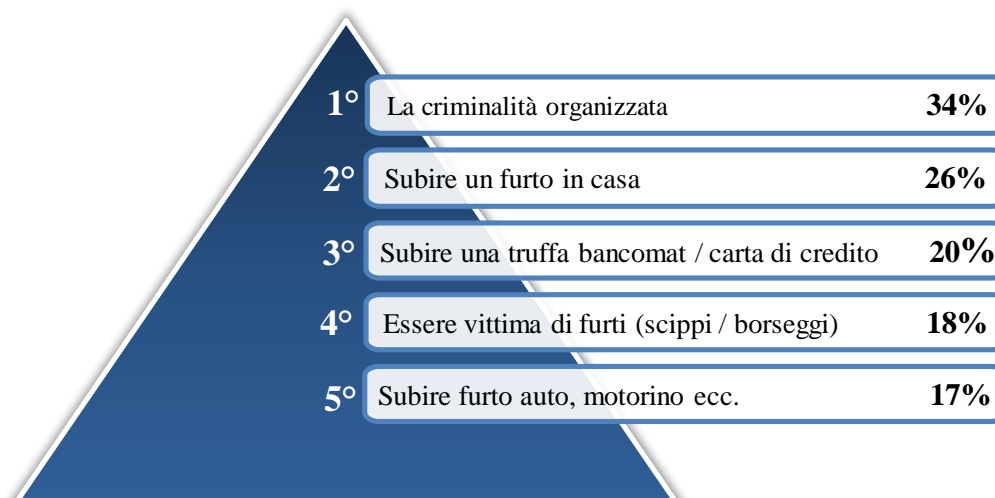 1° La criminalità organizzata 34%
2° Subire un furto in casa 26%
3° Subire una truffa bancomat / carta di credito 20%
4° Essere vittima di furti (scippi / borseggi) 18%
5° Subire furto auto, motorino ecc. 17%